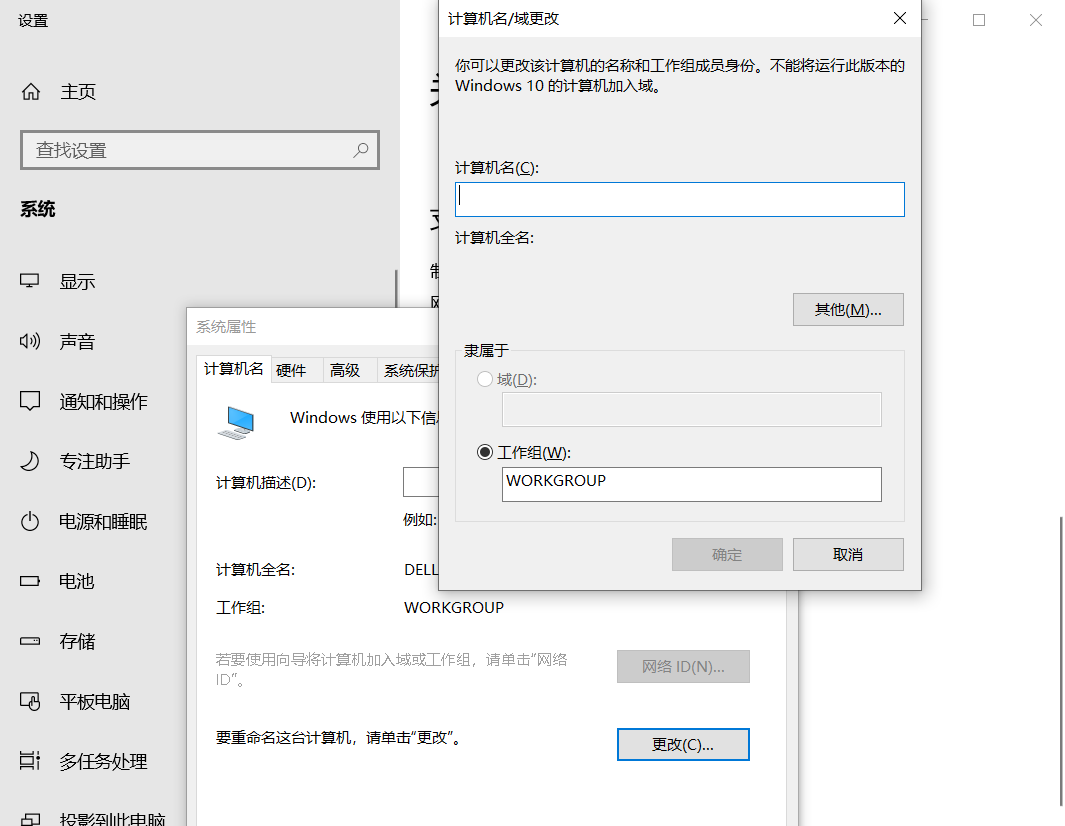 设置
主页
查找设置
系统
显示
声音
通知和操作
专注助手
电源和睡眠
电池
存储
平板电脑
多任务处理
投影到此电脑
系统属性
计算机名
硬件
高级
系统保护
Windows 使用以下信息
计算机描述(D):
例如:
计算机全名:
DELL
工作组:
WORKGROUP
若要使用向导将计算机加入域或工作组，请单击“网络
ID”。
网络 ID(N)...
要重命名这台计算机，请单击“更改”。
更改(C)...
计算机名/域更改
你可以更改该计算机的名称和工作组成员身份。不能将运行此版本的
Windows 10 的计算机加入域。
计算机名(C):
计算机全名:
其他(M)...
隶属于
域(D):
工作组(W):
WORKGROUP
确定
取消